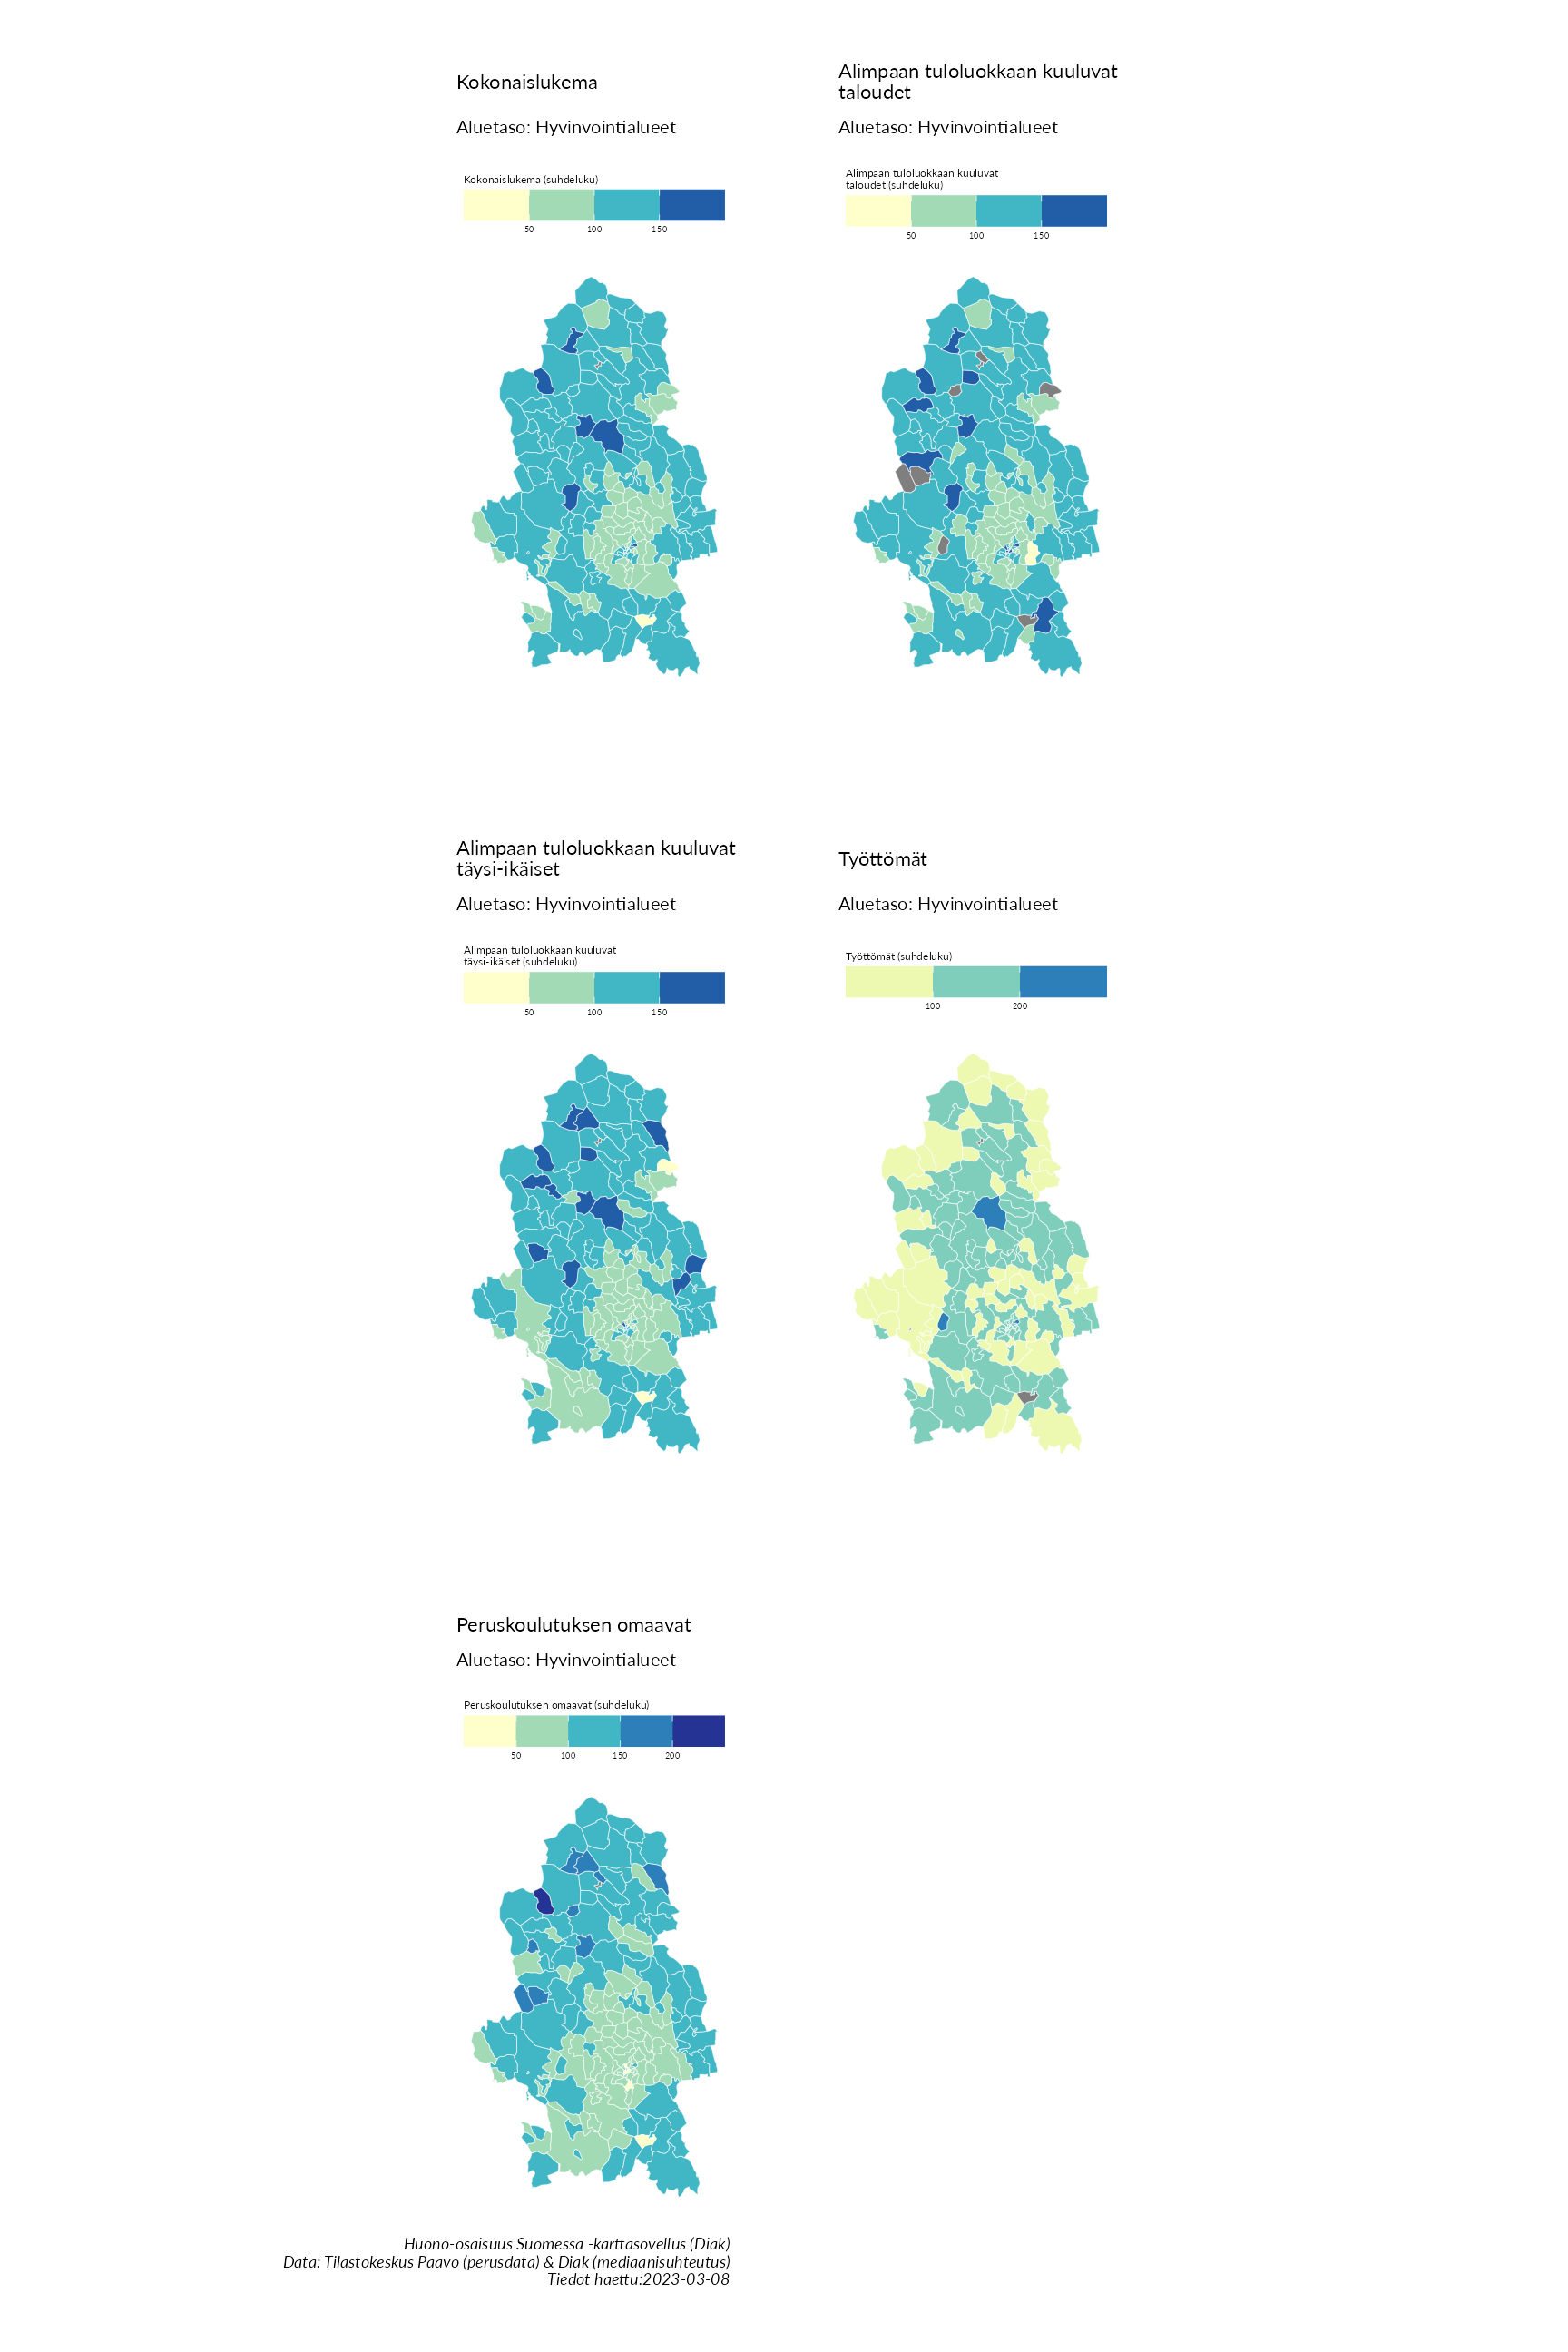 Kokonaislukema
Aluetaso: Hyvinvointialueet
Kokonaislukema (suhdeluku)
50 100 150
Alimpaan tuloluokkaan kuuluvat
taloudet
Aluetaso: Hyvinvointialueet
Alimpaan tuloluokkaan kuuluvat
taloudet (suhdeluku)
50 100 150
Alimpaan tuloluokkaan kuuluvat
täysi-ikäiset
Aluetaso: Hyvinvointialueet
Alimpaan tuloluokkaan kuuluvat
täysi-ikäiset (suhdeluku)
50 100 150
Työttömät
Aluetaso: Hyvinvointialueet
Työttömät (suhdeluku)
100 200
Peruskoulutuksen omaavat
Aluetaso: Hyvinvointialueet
Peruskoulutuksen omaavat (suhdeluku)
50 100 150 200
Huono-osaisuus Suomessa -karttasovellus (Diak)
Data: Tilastokeskus Paavo (perusdata) & Diak (mediaanisuhteutus)
Tiedot haettu:2023-03-08